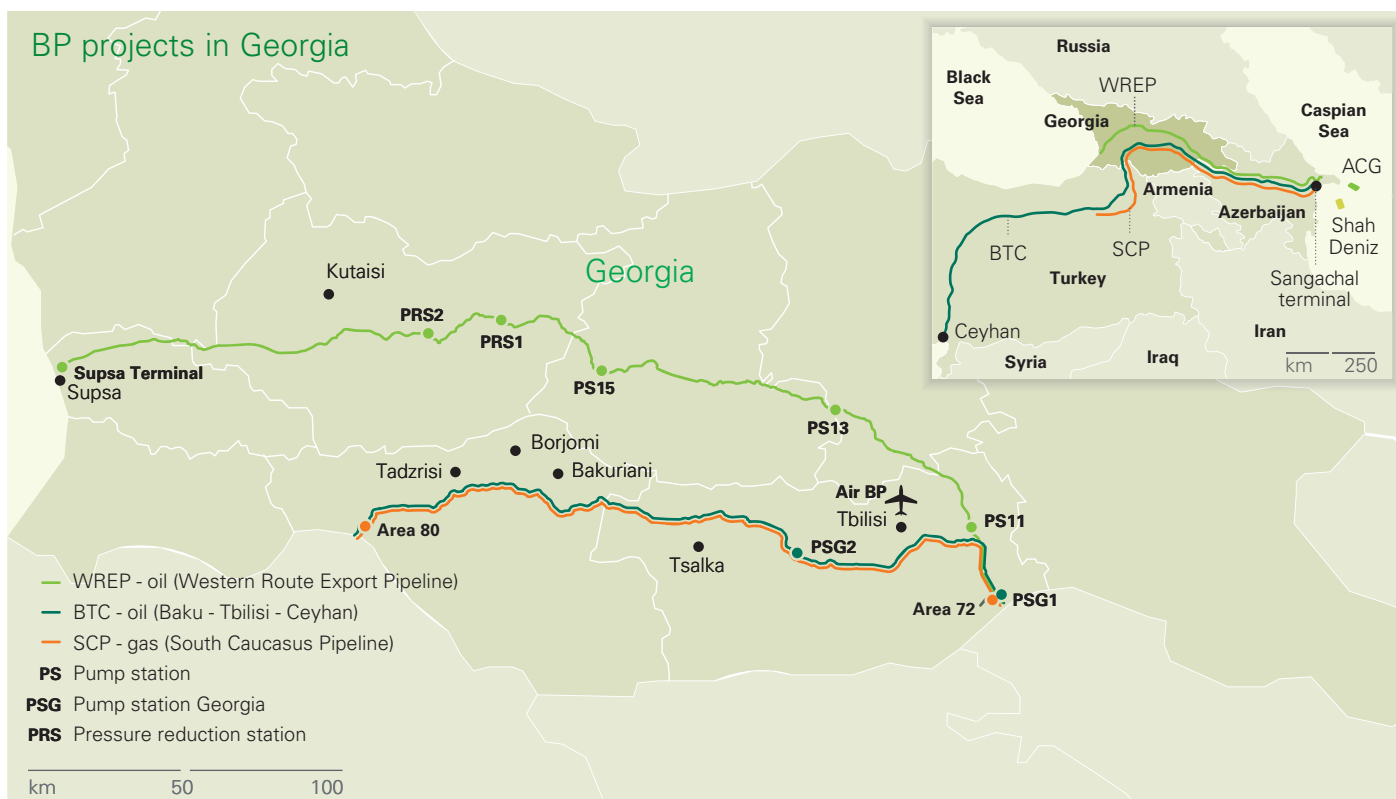 BP projects in Georgia
Russia
Black
Sea
WREP
Caspian
Sea
Georgia
ACG
Armenia
Azerbaijan
Shah
Deniz
BTC
SCP
Turkey
Sangachal
terminal
Ceyhan
Iran
Syria
Iraq
km 250
Georgia
Kutaisi
PRS2
PRS1
Supsa Terminal
Supsa
PS15
PS13
Borjomi
Tadzrisi
Bakuriani
Air BP
Tbilisi
PS11
Area 80
PSG2
Tsalka
Area 72
PSG1
WREP - oil (Western Route Export Pipeline)
BTC - oil (Baku - Tbilisi - Ceyhan)
SCP - gas (South Caucasus Pipeline)
PS Pump station
PSG Pump station Georgia
PRS Pressure reduction station
km 50 100